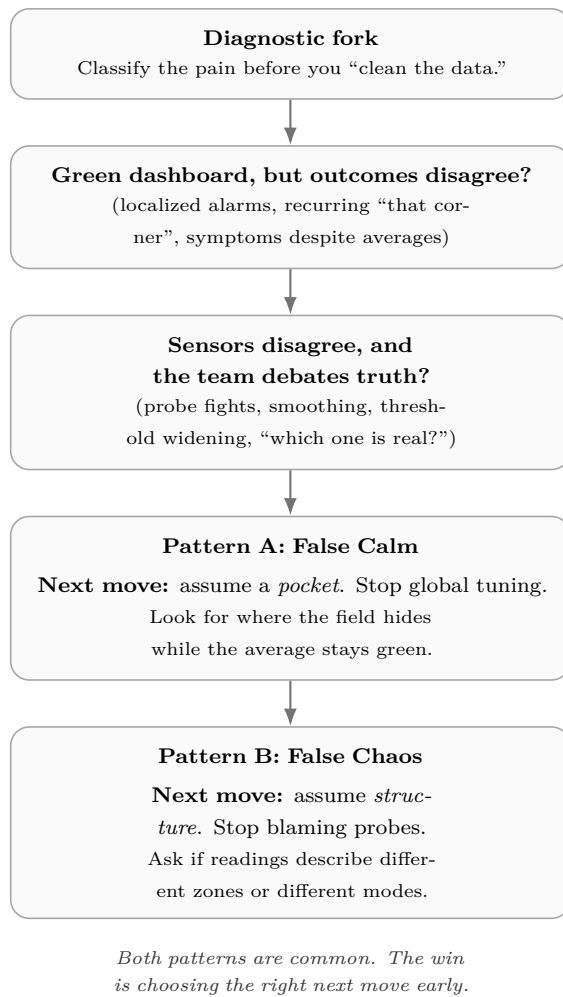 Diagnostic fork
Classify the pain before you “clean the data.”
Green dashboard, but outcomes disagree?
(localized alarms, recurring “that cor-
ner”, symptoms despite averages)
Sensors disagree, and
the team debates truth?
(probe fights, smoothing, thresh-
old widening, “which one is real?”)
Pattern A: False Calm
Next move: assume a pocket. Stop global tuning.
Look for where the field hides
while the average stays green.
Pattern B: False Chaos
Next move: assume struc-
ture. Stop blaming probes.
Ask if readings describe differ-
ent zones or different modes.
Both patterns are common. The win
is choosing the right next move early.